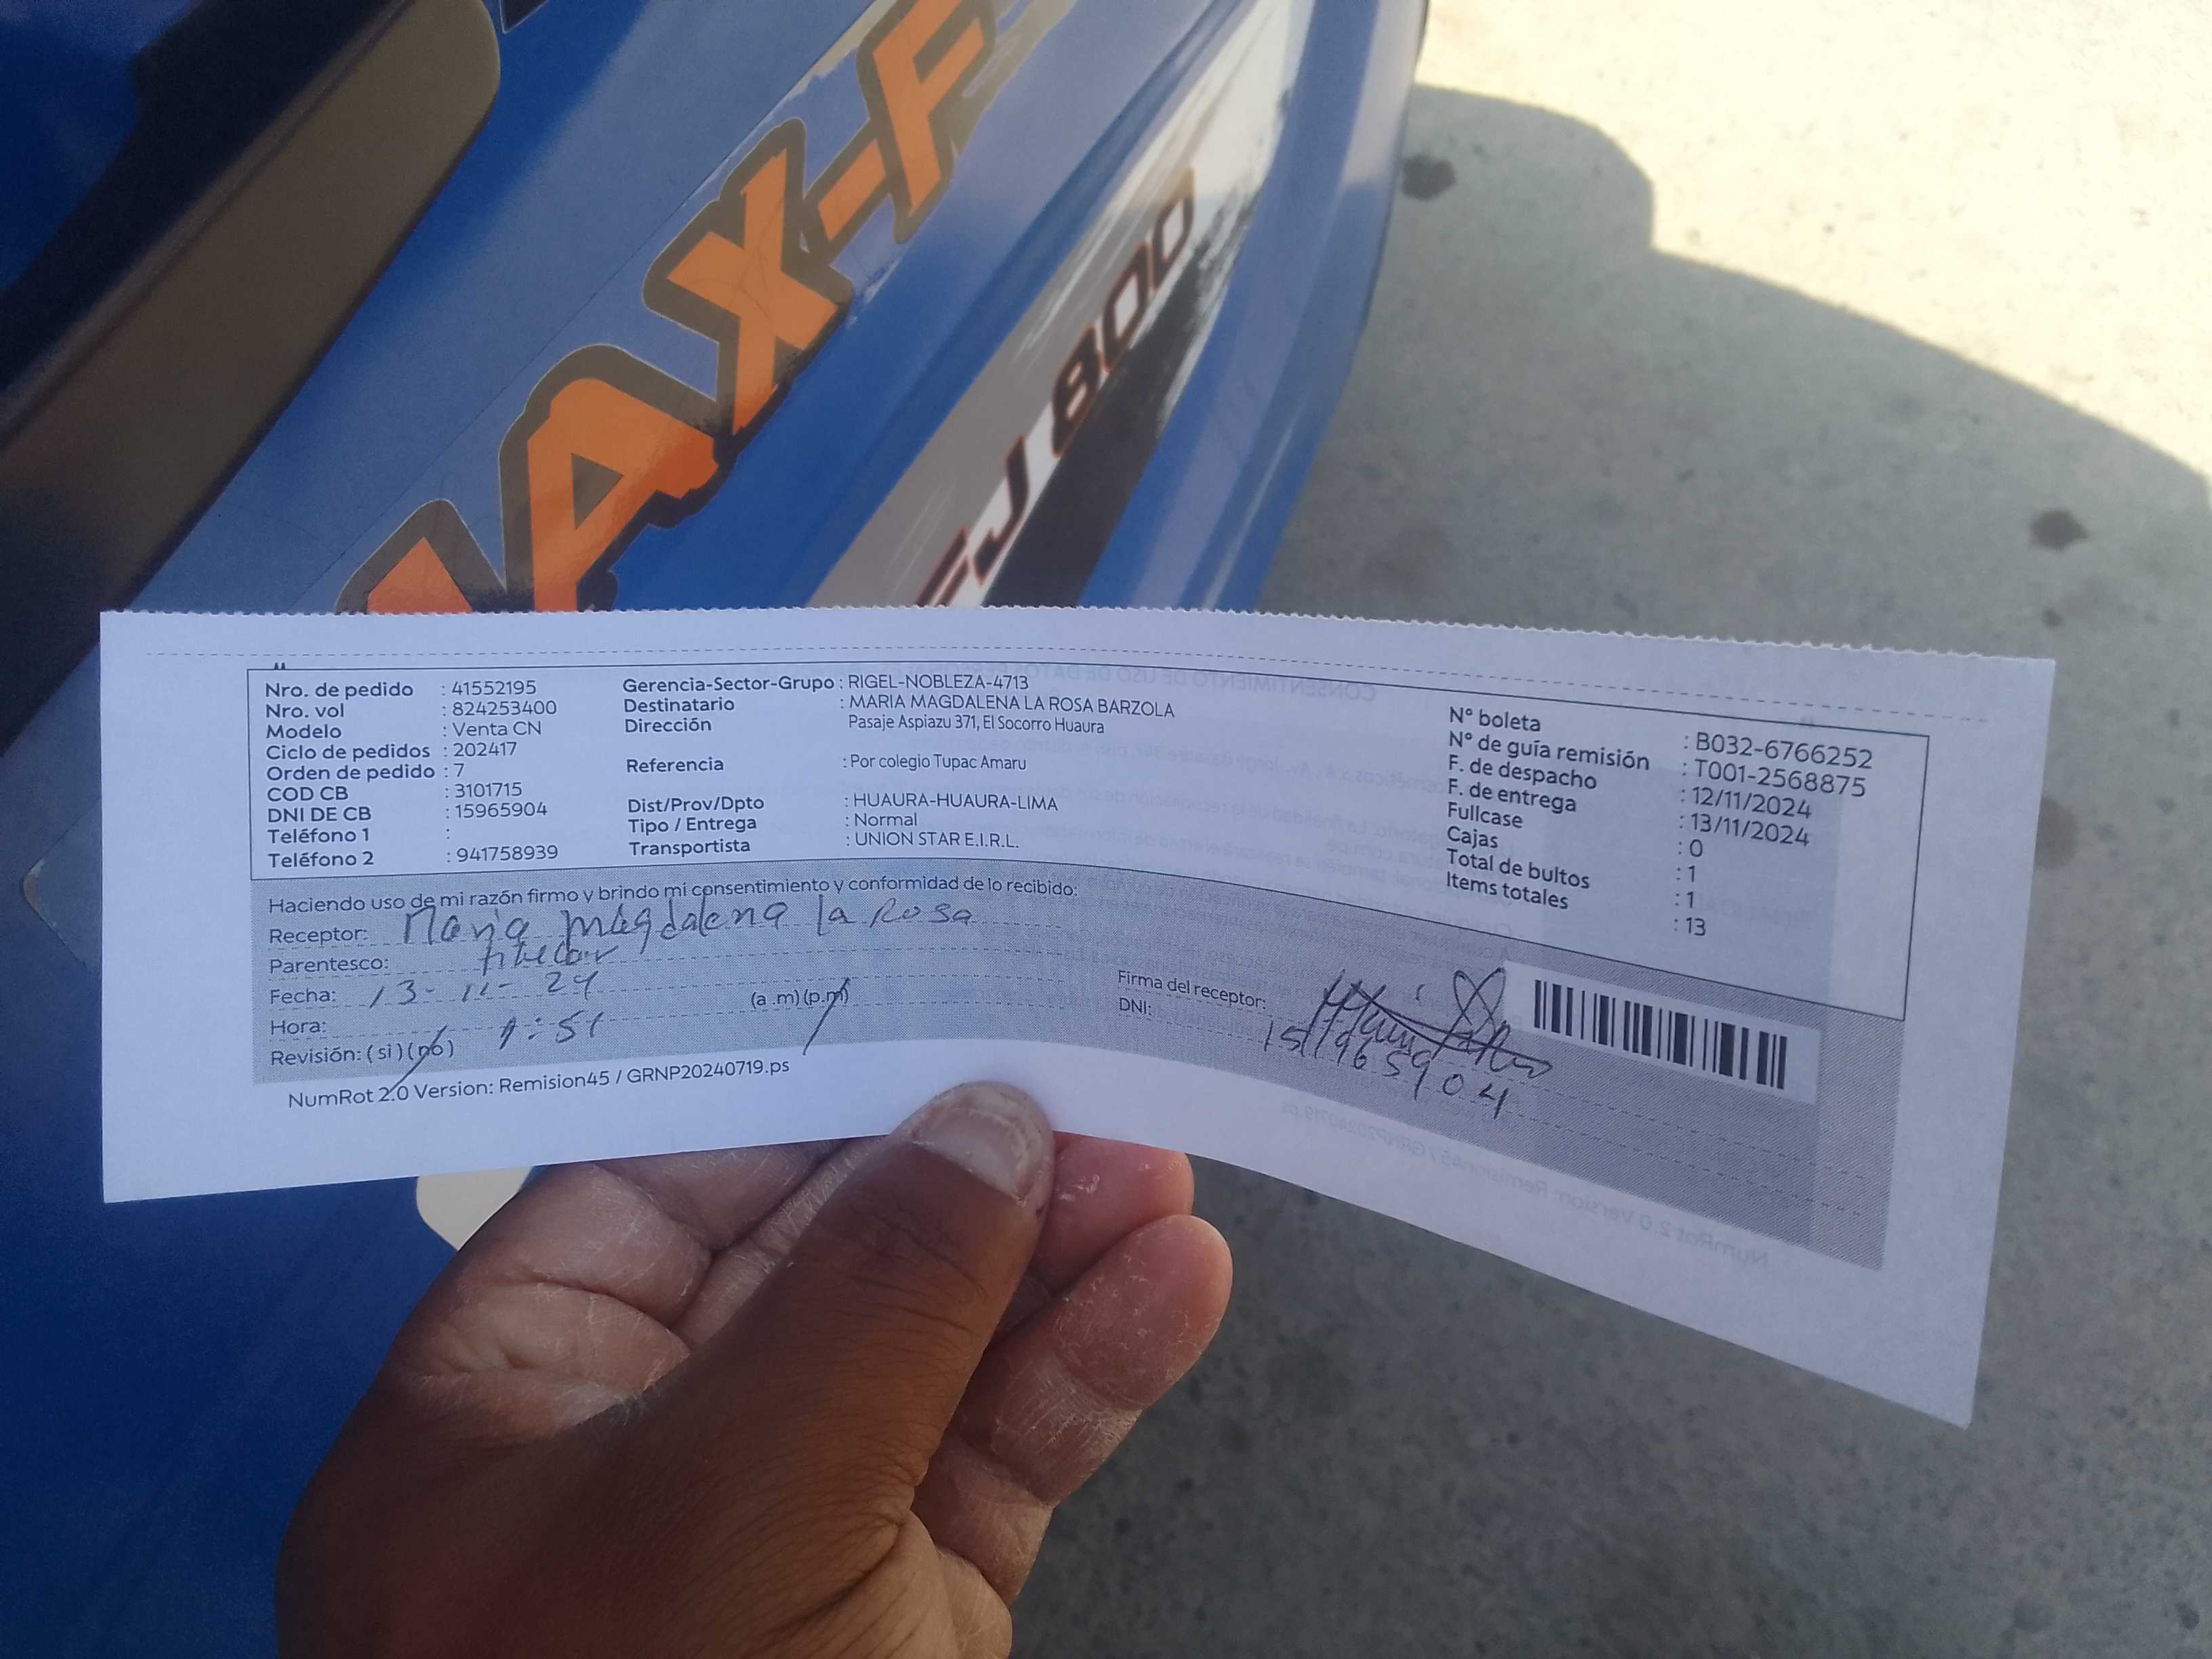 AX-F
FJ 800
Nro. de pedido : 41552195
Nro. vol : 824253400
Modelo : Venta CN
Ciclo de pedidos : 202417
Orden de pedido : 7
COD CB : 3101715
DNI DE CB : 15965904
Teléfono 1 :
Teléfono 2 : 941758939
Gerencia-Sector-Grupo : RIGEL-NOBLEZA-4713
Destinatario : MARIA MAGDALENA LA ROSA BARZOLA
Dirección Pasaje Aspiazu 371, El Socorro Huaura
Referencia : Por colegio Tupac Amaru
Dist/Prov/Dpto : HUAURA-HUAURA-LIMA
Tipo / Entrega : Normal
Transportista : UNION STAR E.I.R.L.
N° boleta : B032-6766252
N° de guía remisión : T001-2568875
F. de despacho : 12/11/2024
F. de entrega : 13/11/2024
Fullcase : 0
Cajas : 1
Total de bultos : 1
Items totales : 13
Haciendo uso de mi razón firmo y brindo mi consentimiento y conformidad de lo recibido:
Receptor: Maria Magdalena la Rosa
Parentesco: titular
Fecha: 13-11-24
Hora: 1:51 (a .m) (p.m)
Revisión: (si) (no)
Firma del receptor:
DNI: 15965904
NumRot 2.0 Version: Remision45 / GRNP20240719.ps